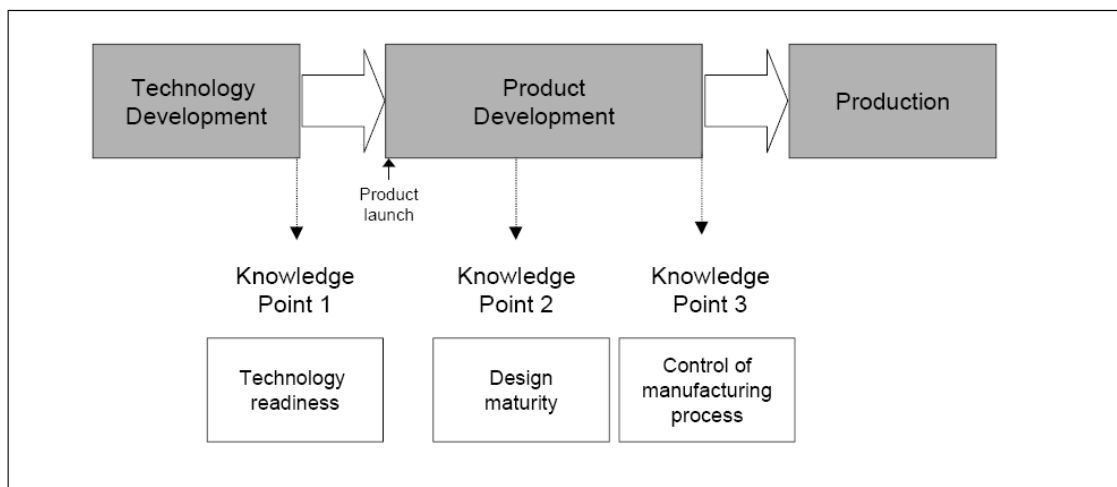 Technology
Development
Product
Development
Production
Product
launch
Knowledge
Point 1
Knowledge
Point 2
Knowledge
Point 3
Technology
readiness
Design
maturity
Control of
manufacturing
process